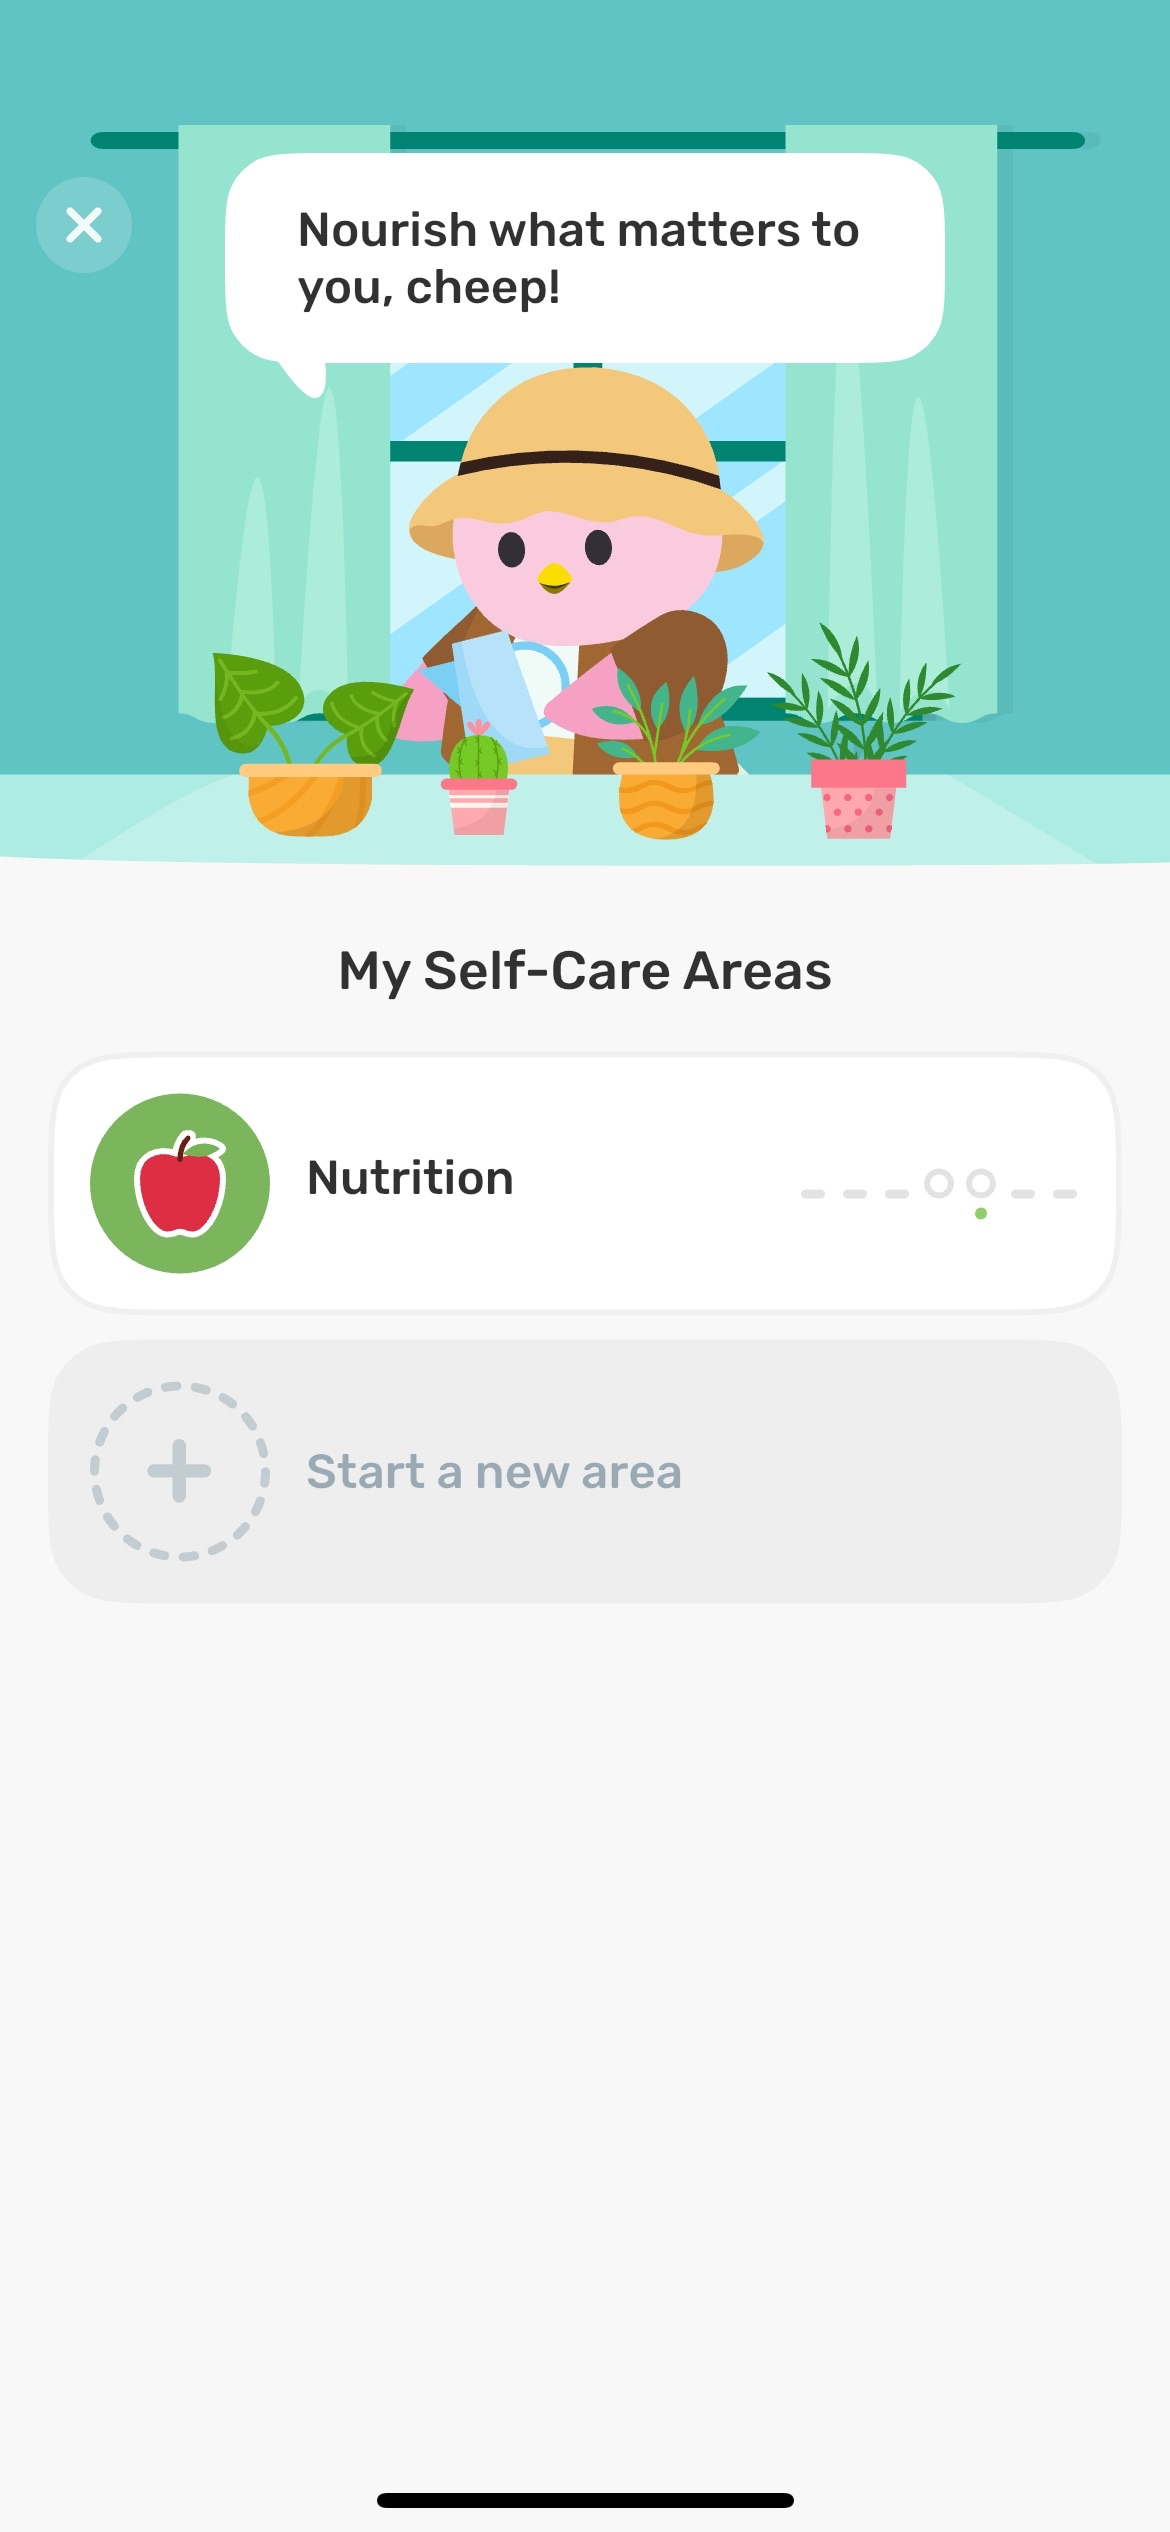 Nourish what matters to
you, cheep!
My Self-Care Areas
Nutrition
Start a new area